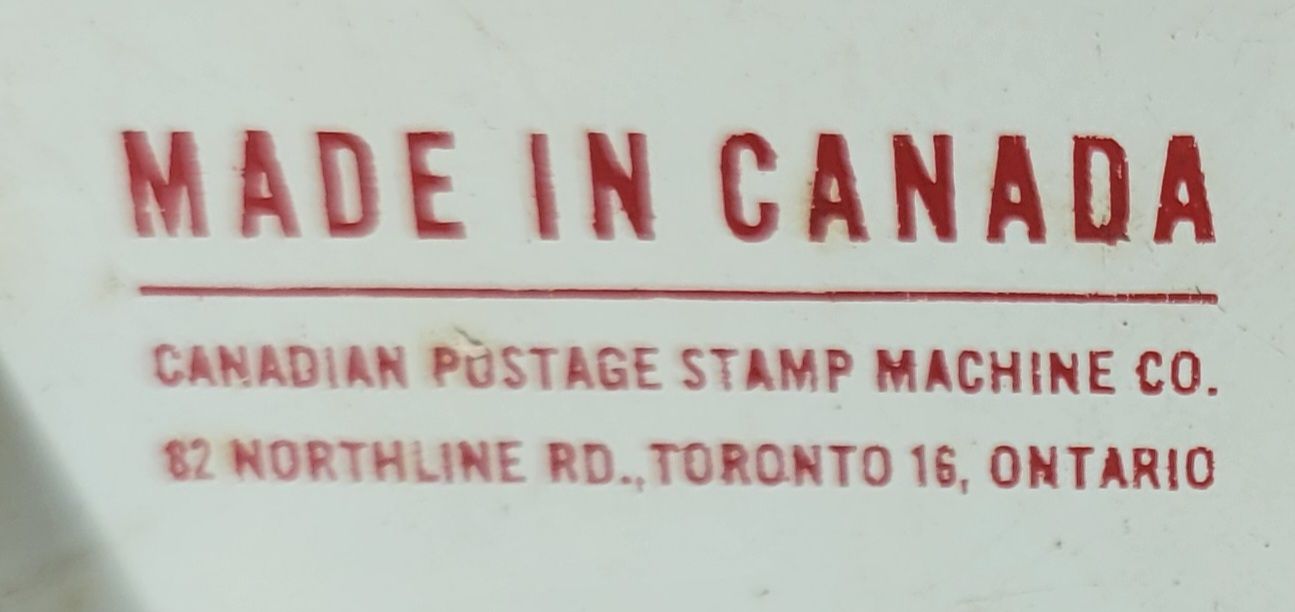 MADE IN CANADA
CANADIAN POSTAGE STAMP MACHINE CO.
82 NORTHLINE RD., TORONTO 16, ONTARIO